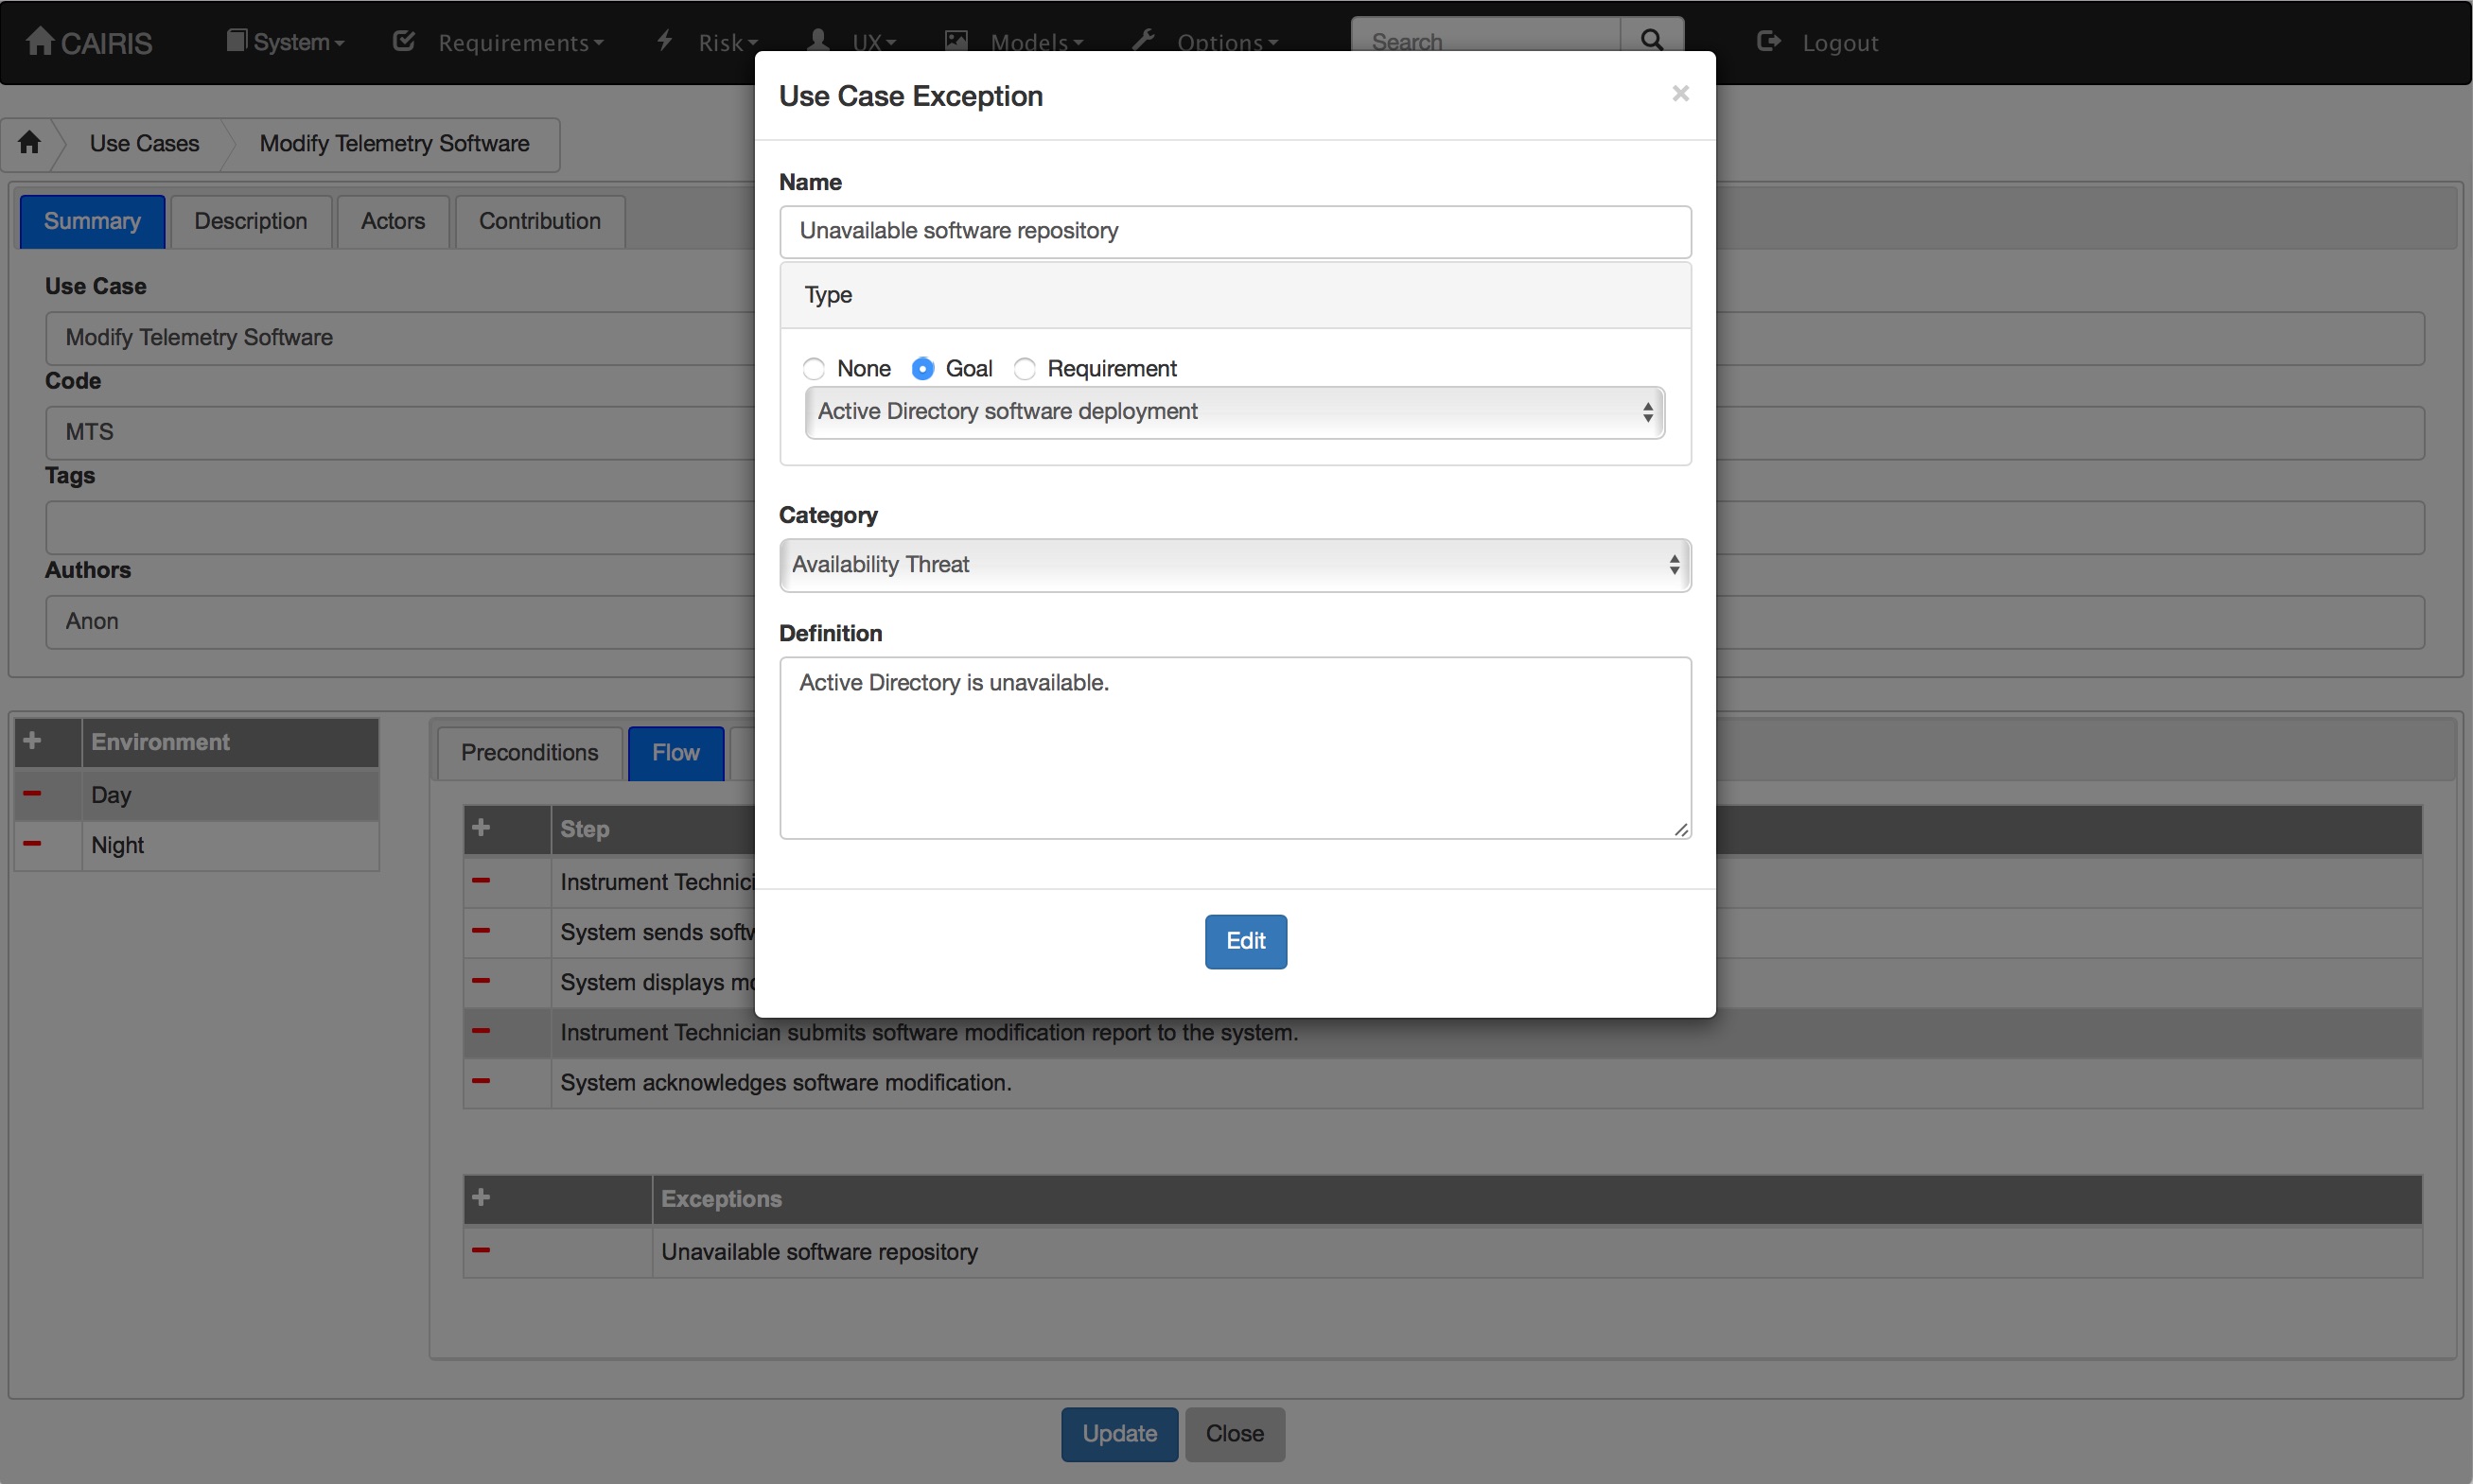 CAIRIS System Requirements Risk UX Models Options Search Logout
Use Case Exception ×
Use Cases Modify Telemetry Software
Name
Unavailable software repository
Type
None Goal Requirement
Active Directory software deployment
Category
Availability Threat
Definition
Active Directory is unavailable.
Edit
Summary Description Actors Contribution
Use Case
Modify Telemetry Software
Code
MTS
Tags
Authors
Anon
Environment
Day
Night
Preconditions Flow
Step
Instrument
System sends
System displays
Instrument Technician submits software modification report to the system.
System acknowledges software modification.
Exceptions
Unavailable software repository
Update Close